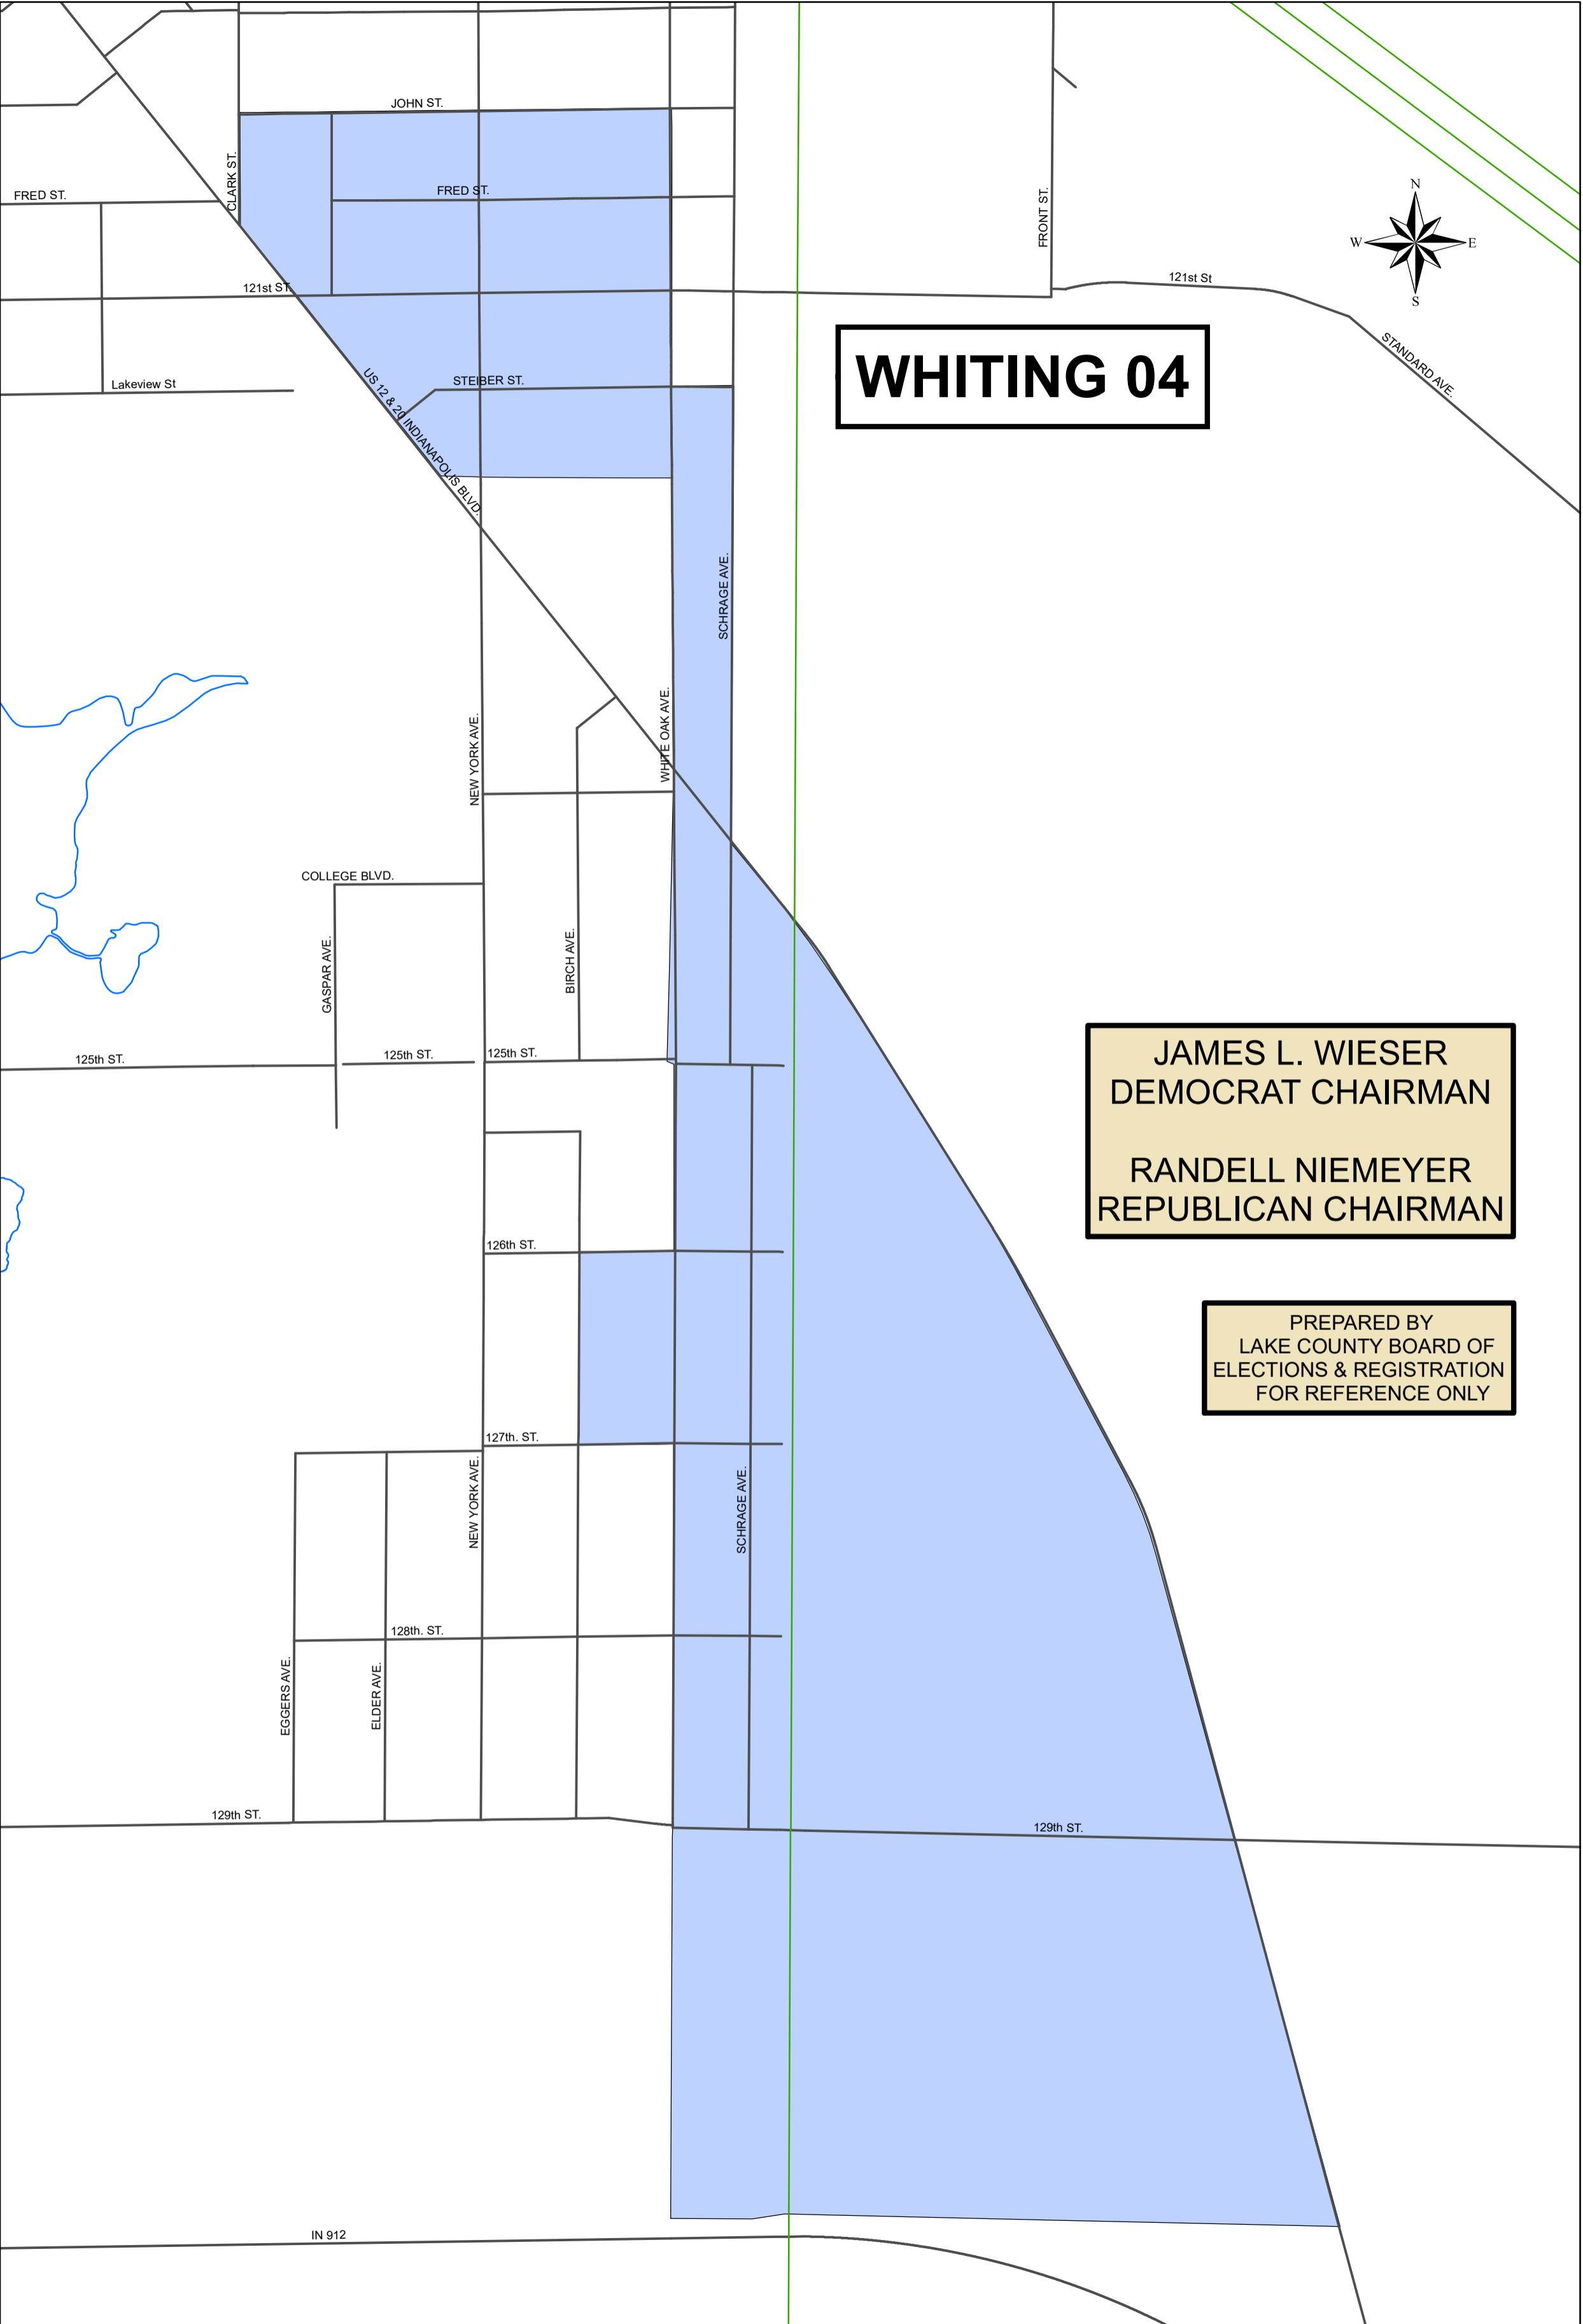 JOHN ST.
CLARK ST.
FRED ST.
FRED ST.
FRONT ST.
N
W
E
S
121st ST.
121st St
WHITING 04
STANDARD AVE.
Lakeview St
STEIBER ST.
US 12 & 20 INDIANAPOLIS BLVD.
SCHRAGE AVE.
NEW YORK AVE.
WHITE OAK AVE.
COLLEGE BLVD.
GASPAR AVE.
BIRCH AVE.
125th ST.
125th ST.
125th ST.
JAMES L. WIESER
DEMOCRAT CHAIRMAN
RANDELL NIEMEYER
REPUBLICAN CHAIRMAN
126th ST.
PREPARED BY
LAKE COUNTY BOARD OF
ELECTIONS & REGISTRATION
FOR REFERENCE ONLY
127th. ST.
NEW YORK AVE.
SCHRAGE AVE.
128th. ST.
EGGERS AVE.
ELDER AVE.
129th ST.
129th ST.
IN 912